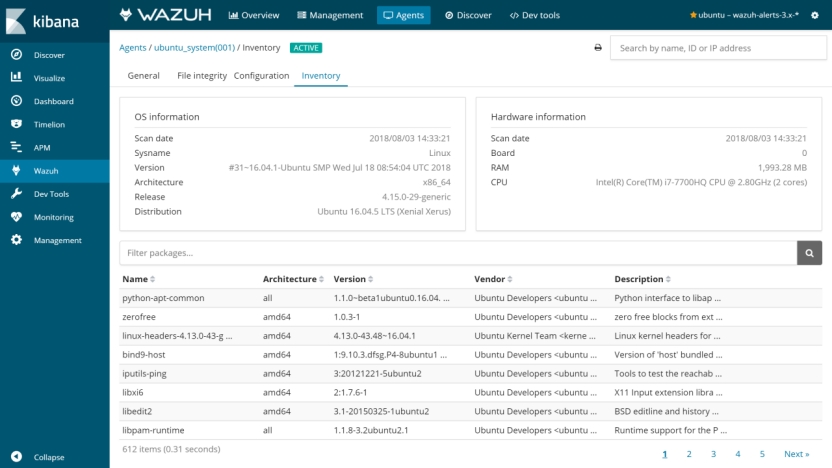 kibana
Discover
Visualize
Dashboard
Timelion
APM
Wazuh
Dev Tools
Monitoring
Management
Collapse
WAZUH Overview Management Agents Discover Dev tools ubuntu – wazuh-alerts-3.x-*
Agents / ubuntu_system(001) / Inventory ACTIVE Search by name, ID or IP address
General File integrity Configuration Inventory
OS information
Scan date 2018/08/03 14:33:21
Sysname Linux
Version #31~16.04.1-Ubuntu SMP Wed Jul 18 08:54:04 UTC 2018
Architecture x86_64
Release 4.15.0-29-generic
Distribution Ubuntu 16.04.5 LTS (Xenial Xerus)
Hardware information
Scan date 2018/08/03 14:33:21
Board 0
RAM 1,993.28 MB
CPU Intel(R) Core(TM) i7-7700HQ CPU @ 2.80GHz (2 cores)
Filter packages...
Name Architecture Version Vendor Description
python-apt-common all 1.1.0~beta1ubuntu0.16.04. ... Ubuntu Developers <ubuntu ... Python interface to libap ...
zerofree amd64 1.0.3-1 Ubuntu Developers <ubuntu ... zero free blocks from ext ...
linux-headers-4.13.0-43-g ... amd64 4.13.0-43.48~16.04.1 Ubuntu Kernel Team <kerne ... Linux kernel headers for ...
bind9-host amd64 1:9.10.3.dfsg.P4-8ubuntu1 ... Ubuntu Developers <ubuntu ... Version of 'host' bundled ...
iputils-ping amd64 3:20121221-5ubuntu2 Ubuntu Developers <ubuntu ... Tools to test the reachab ...
libxi6 amd64 2:1.7.6-1 Ubuntu Developers <ubuntu ... X11 Input extension libra ...
libedit2 amd64 3.1-20150325-1ubuntu2 Ubuntu Developers <ubuntu ... BSD editline and history ...
libpam-runtime all 1.1.8-3.2ubuntu2.1 Ubuntu Developers <ubuntu ... Runtime support for the P ...
612 items (0.31 seconds) 1 2 3 4 5 Next »